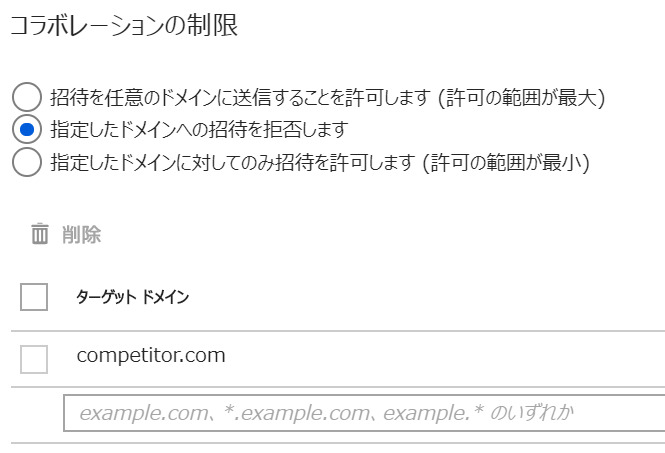 コラボレーションの制限
招待を任意のドメインに送信することを許可します (許可の範囲が最大)
指定したドメインへの招待を拒否します
指定したドメインに対してのみ招待を許可します (許可の範囲が最小)
削除
ターゲット ドメイン
competitor.com
example.com、*.example.com、example.* のいずれか